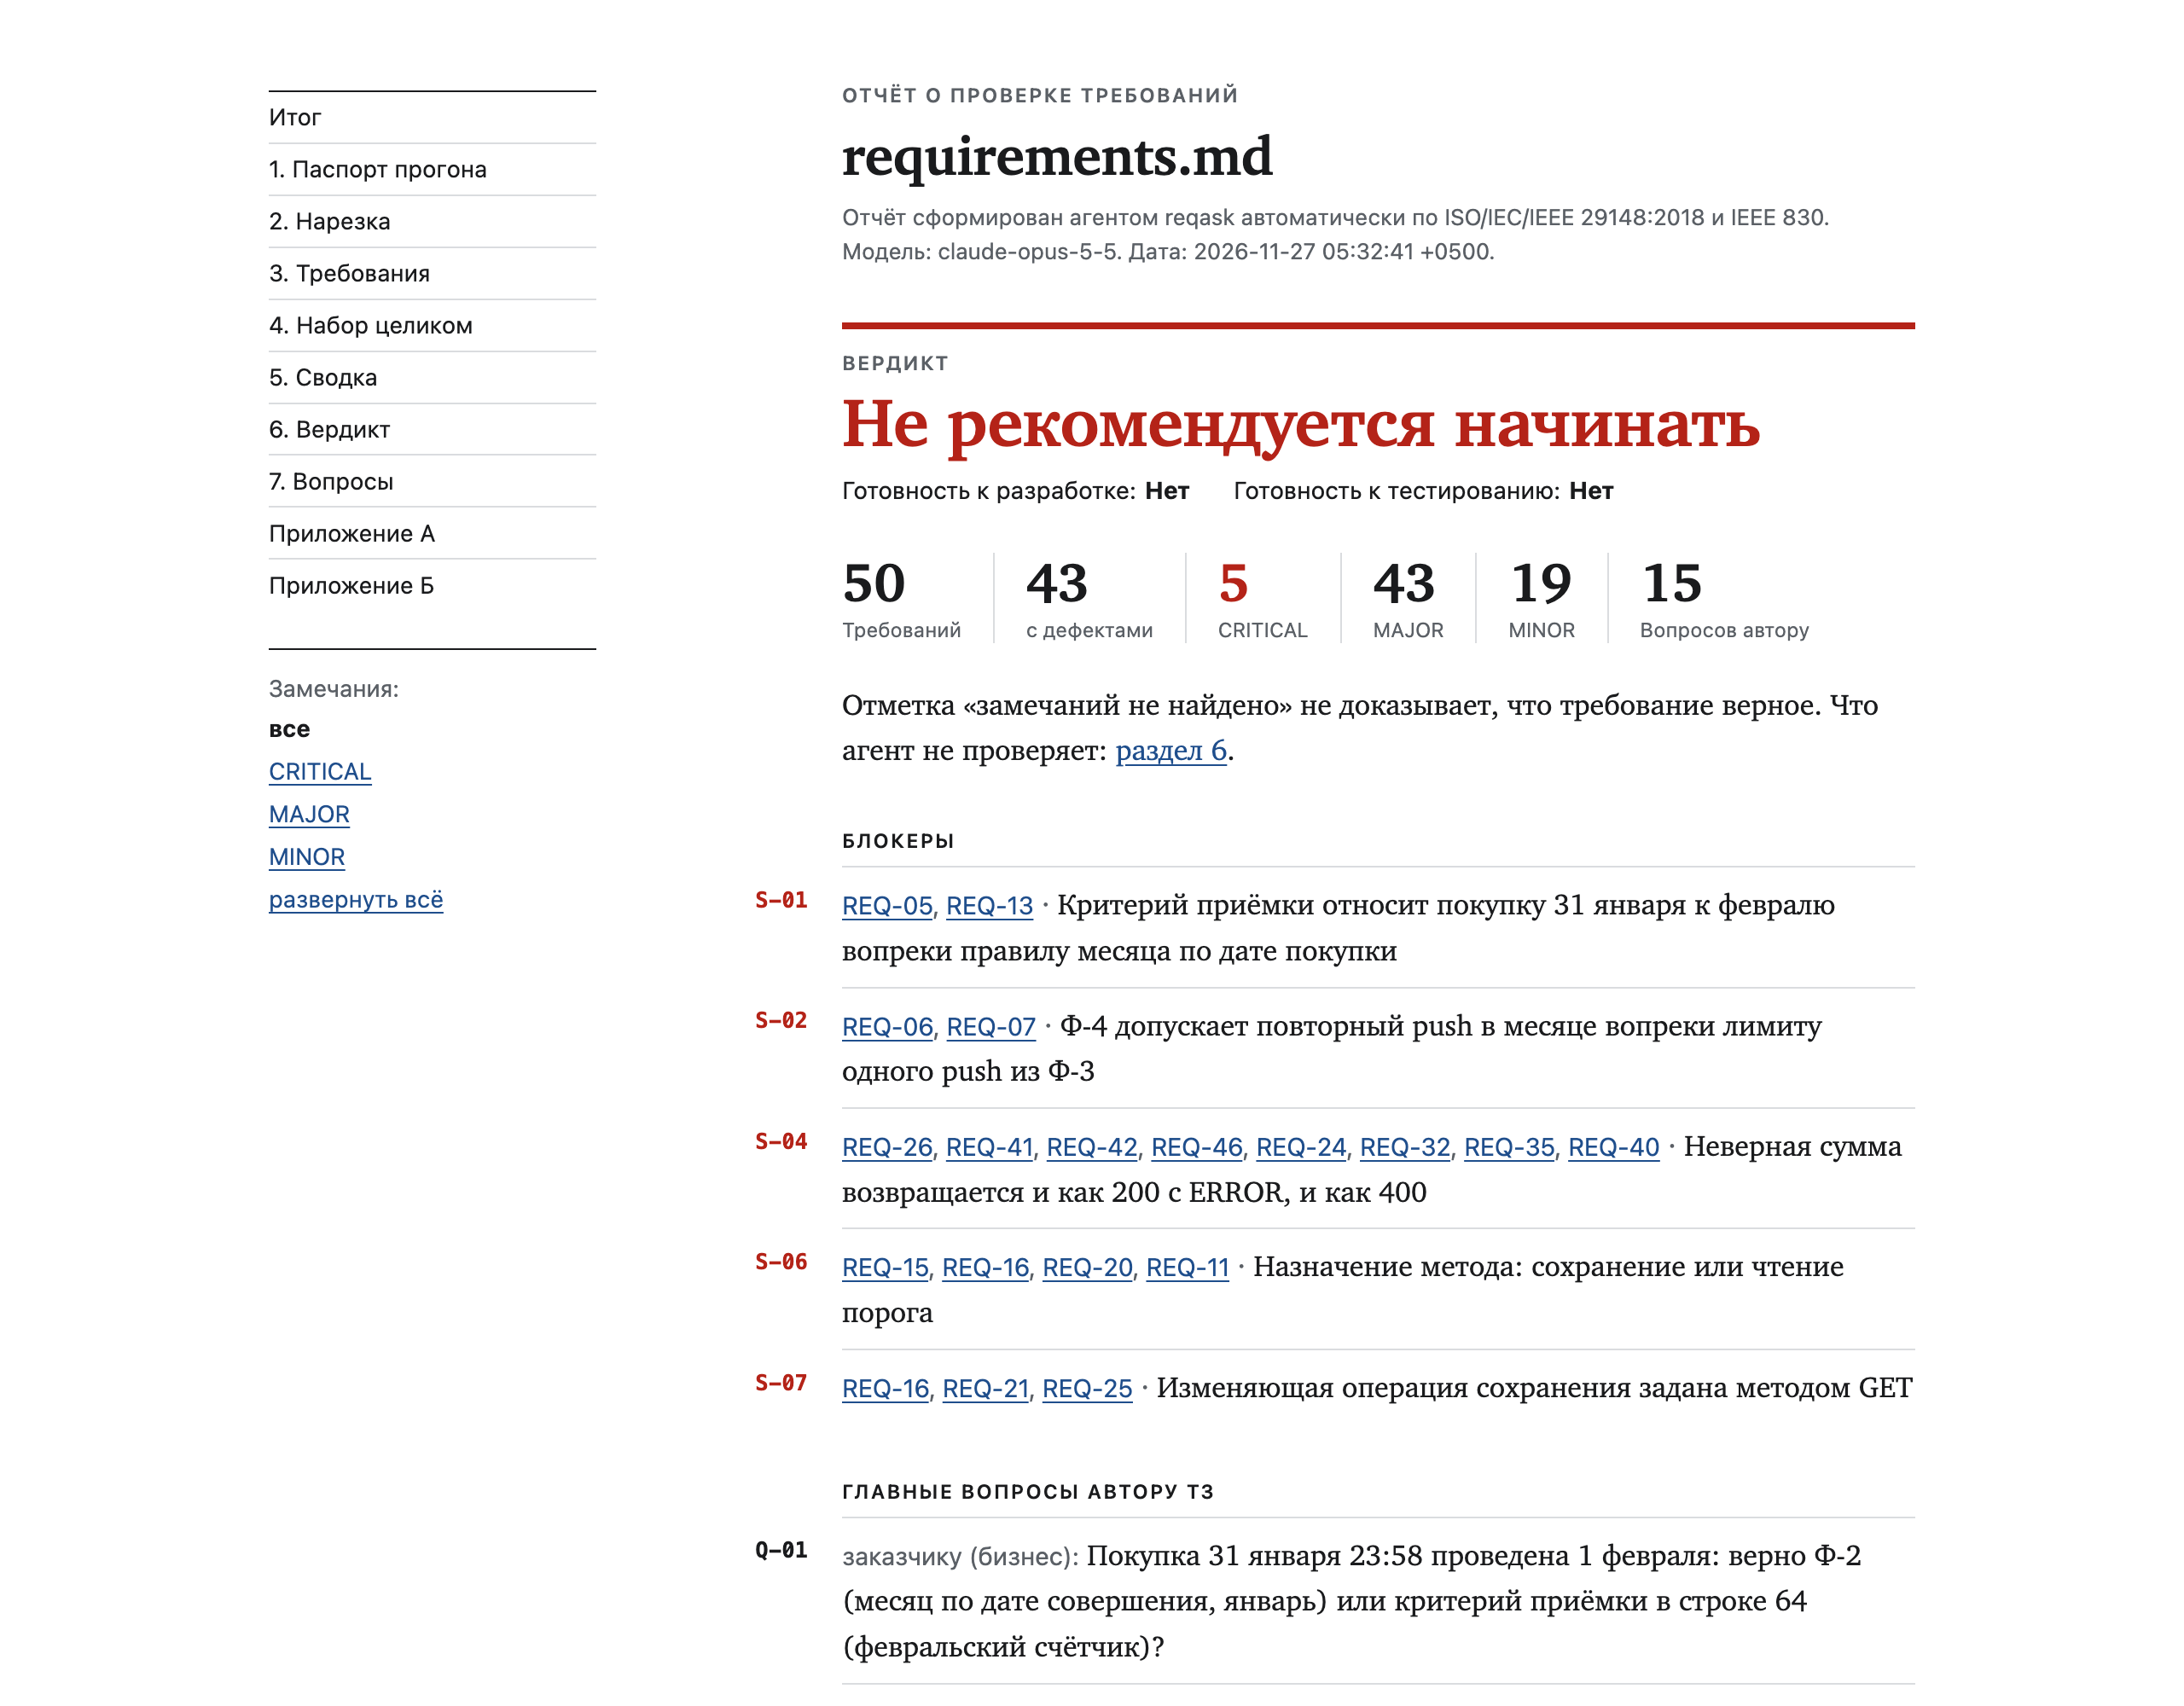 Итог
1. Паспорт прогона
2. Нарезка
3. Требования
4. Набор целиком
5. Сводка
6. Вердикт
7. Вопросы
Приложение А
Приложение Б
Замечания:
все
CRITICAL
MAJOR
MINOR
развернуть всё
ОТЧЁТ О ПРОВЕРКЕ ТРЕБОВАНИЙ
requirements.md
Отчёт сформирован агентом reqask автоматически по ISO/IEC/IEEE 29148:2018 и IEEE 830.
Модель: claude-opus-5-5. Дата: 2026-11-27 05:32:41 +0500.
ВЕРДИКТ
Не рекомендуется начинать
Готовность к разработке: Нет Готовность к тестированию: Нет
50 43 5 43 19 15
Требований с дефектами CRITICAL MAJOR MINOR Вопросов автору
Отметка «замечаний не найдено» не доказывает, что требование верное. Что
агент не проверяет: раздел 6.
БЛОКЕРЫ
S-01 REQ-05, REQ-13 · Критерий приёмки относит покупку 31 января к февралю
вопреки правилу месяца по дате покупки
S-02 REQ-06, REQ-07 · Ф-4 допускает повторный push в месяце вопреки лимиту
одного push из Ф-3
S-04 REQ-26, REQ-41, REQ-42, REQ-46, REQ-24, REQ-32, REQ-35, REQ-40 · Неверная сумма
возвращается и как 200 с ERROR, и как 400
S-06 REQ-15, REQ-16, REQ-20, REQ-11 · Назначение метода: сохранение или чтение
порога
S-07 REQ-16, REQ-21, REQ-25 · Изменяющая операция сохранения задана методом GET
ГЛАВНЫЕ ВОПРОСЫ АВТОРУ ТЗ
Q-01 заказчику (бизнес): Покупка 31 января 23:58 проведена 1 февраля: верно Ф-2
(месяц по дате совершения, январь) или критерий приёмки в строке 64
(февральский счётчик)?